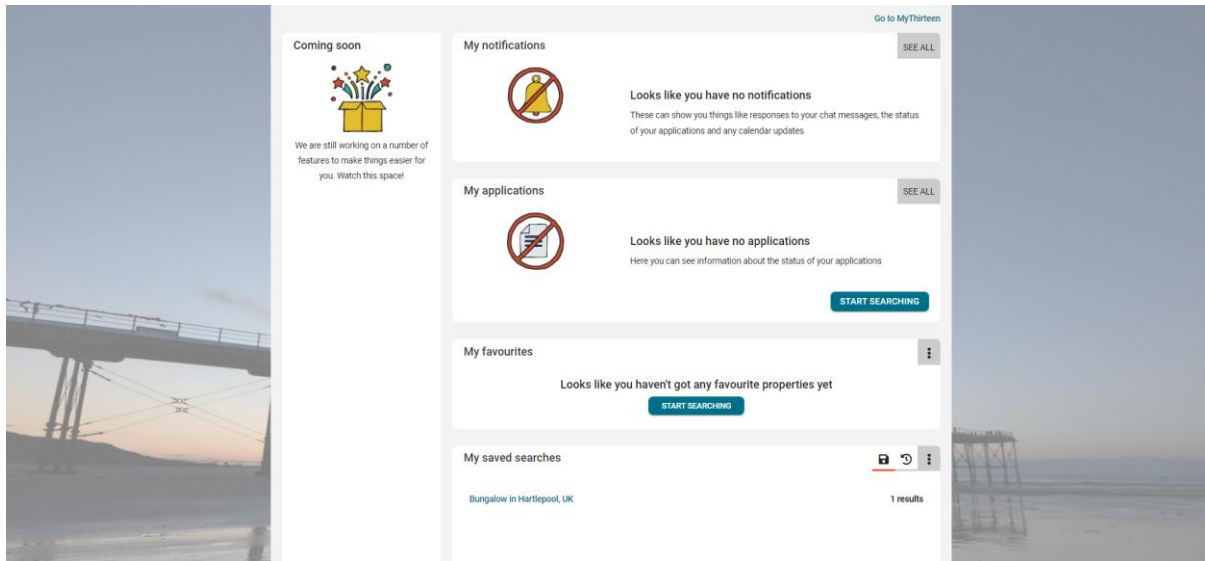 Go to MyThirteen
Coming soon
We are still working on a number of
features to make things easier for
you. Watch this space!
My notifications
SEE ALL
Looks like you have no notifications
These can show you things like responses to your chat messages, the status
of your applications and any calendar updates
My applications
SEE ALL
Looks like you have no applications
Here you can see information about the status of your applications
START SEARCHING
My favourites
Looks like you haven't got any favourite properties yet
START SEARCHING
My saved searches
Bungalow in Hartlepool, UK
1 results